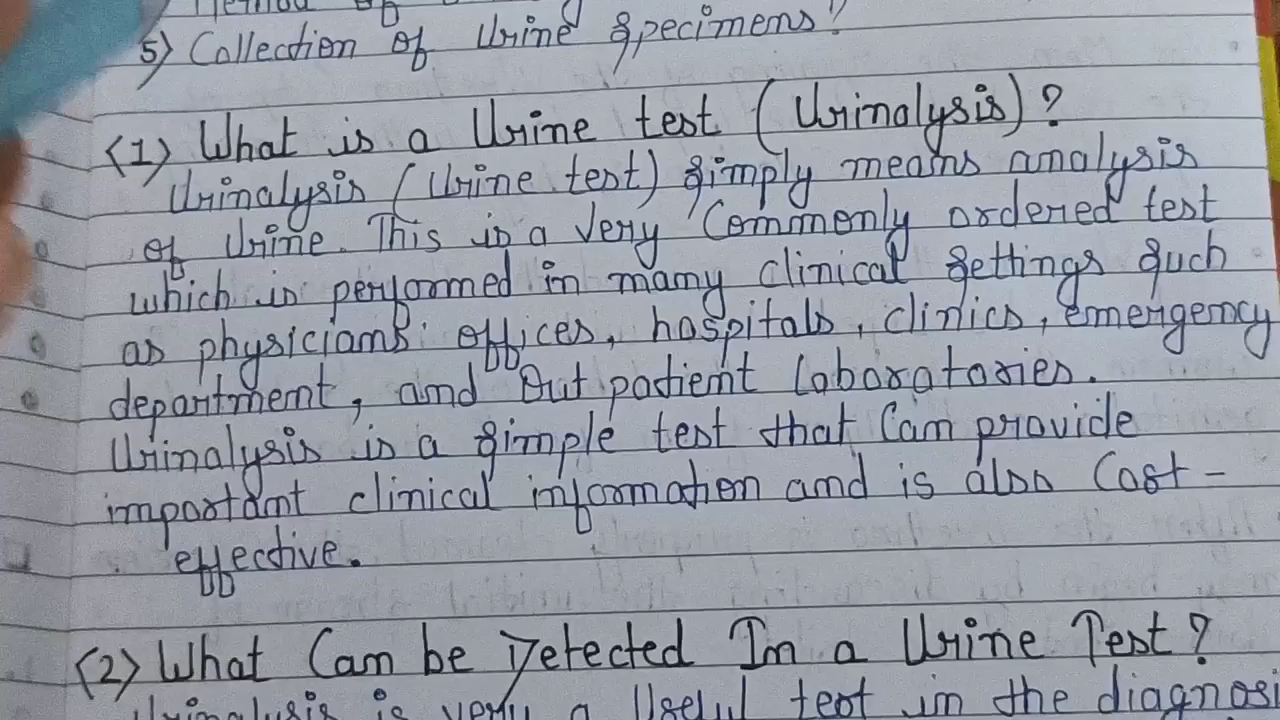 Method of
5) Collection of Urine Specimens?
(1) What is a Urine test (Urinalysis)?
Urinalysis (Urine test) simply means analysis
of Urine. This is a very Commonly ordered test
which is performed in many clinical settings such
as physicians' offices, hospitals, clinics, emergency
department, and Out patient laboratories.
Urinalysis is a simple test that Can provide
important clinical information and is also Cost-
effective.
(2) What Can be Detected In a Urine Test?
Urinalysis is very a Useful test in the diagnosi